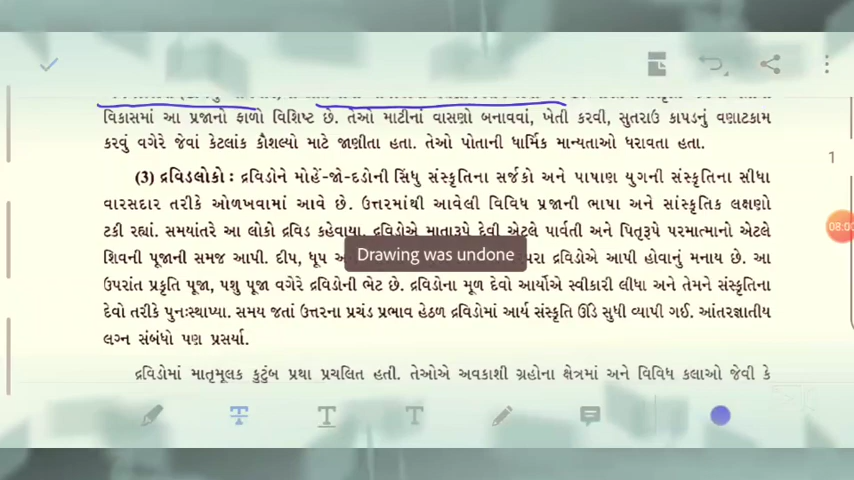 વિકાસમાં આ પ્રજાનો ફાળો વિશિષ્ટ છે. તેઓ માટીનાં વાસણો બનાવવાં, ખેતી કરવી, સુતરાઉ કાપડનું વણાટકામ
કરવું વગેરે જેવાં કેટલાંક કૌશલ્યો માટે જાણીતા હતા. તેઓ પોતાની ધાર્મિક માન્યતાઓ ધરાવતા હતા.
1
(3) દ્રવિડલોકો : દ્રવિડોને મોહેં-જો-દડોની સિંધુ સંસ્કૃતિના સર્જકો અને પાષાણ યુગની સંસ્કૃતિના સીધા
વારસદાર તરીકે ઓળખવામાં આવે છે. ઉત્તરમાંથી આવેલી વિવિધ પ્રજાની ભાષા અને સાંસ્કૃતિક લક્ષણો
ટકી રહ્યાં. સમયાંતરે આ લોકો દ્રવિડ કહેવાયા. દ્રવિડોએ માતારૂપે દેવી એટલે પાર્વતી અને પિતૃરૂપે પરમાત્માનો એટલે
08:00
શિવની પૂજાની સમજ આપી. દીપ, ધૂપ દ્રવિડોએ આપી હોવાનું મનાય છે. આ
Drawing was undone
ઉપરાંત પ્રકૃતિ પૂજા, પશુ પૂજા વગેરે દ્રવિડોની ભેટ છે. દ્રવિડોના મૂળ દેવો આર્યોએ સ્વીકારી લીધા અને તેમને સંસ્કૃતિના
દેવો તરીકે પુનઃસ્થાપ્યા. સમય જતાં ઉત્તરના પ્રચંડ પ્રભાવ હેઠળ દ્રવિડોમાં આર્ય સંસ્કૃતિ ઊંડે સુધી વ્યાપી ગઈ. આંતરજ્ઞાતીય
લગ્ન સંબંધો પણ પ્રસર્યા.
દ્રવિડોમાં માતૃમૂલક કુટુંબ પ્રથા પ્રચલિત હતી. તેઓએ અવકાશી ગ્રહોના ક્ષેત્રમાં અને વિવિધ કલાઓ જેવી કે